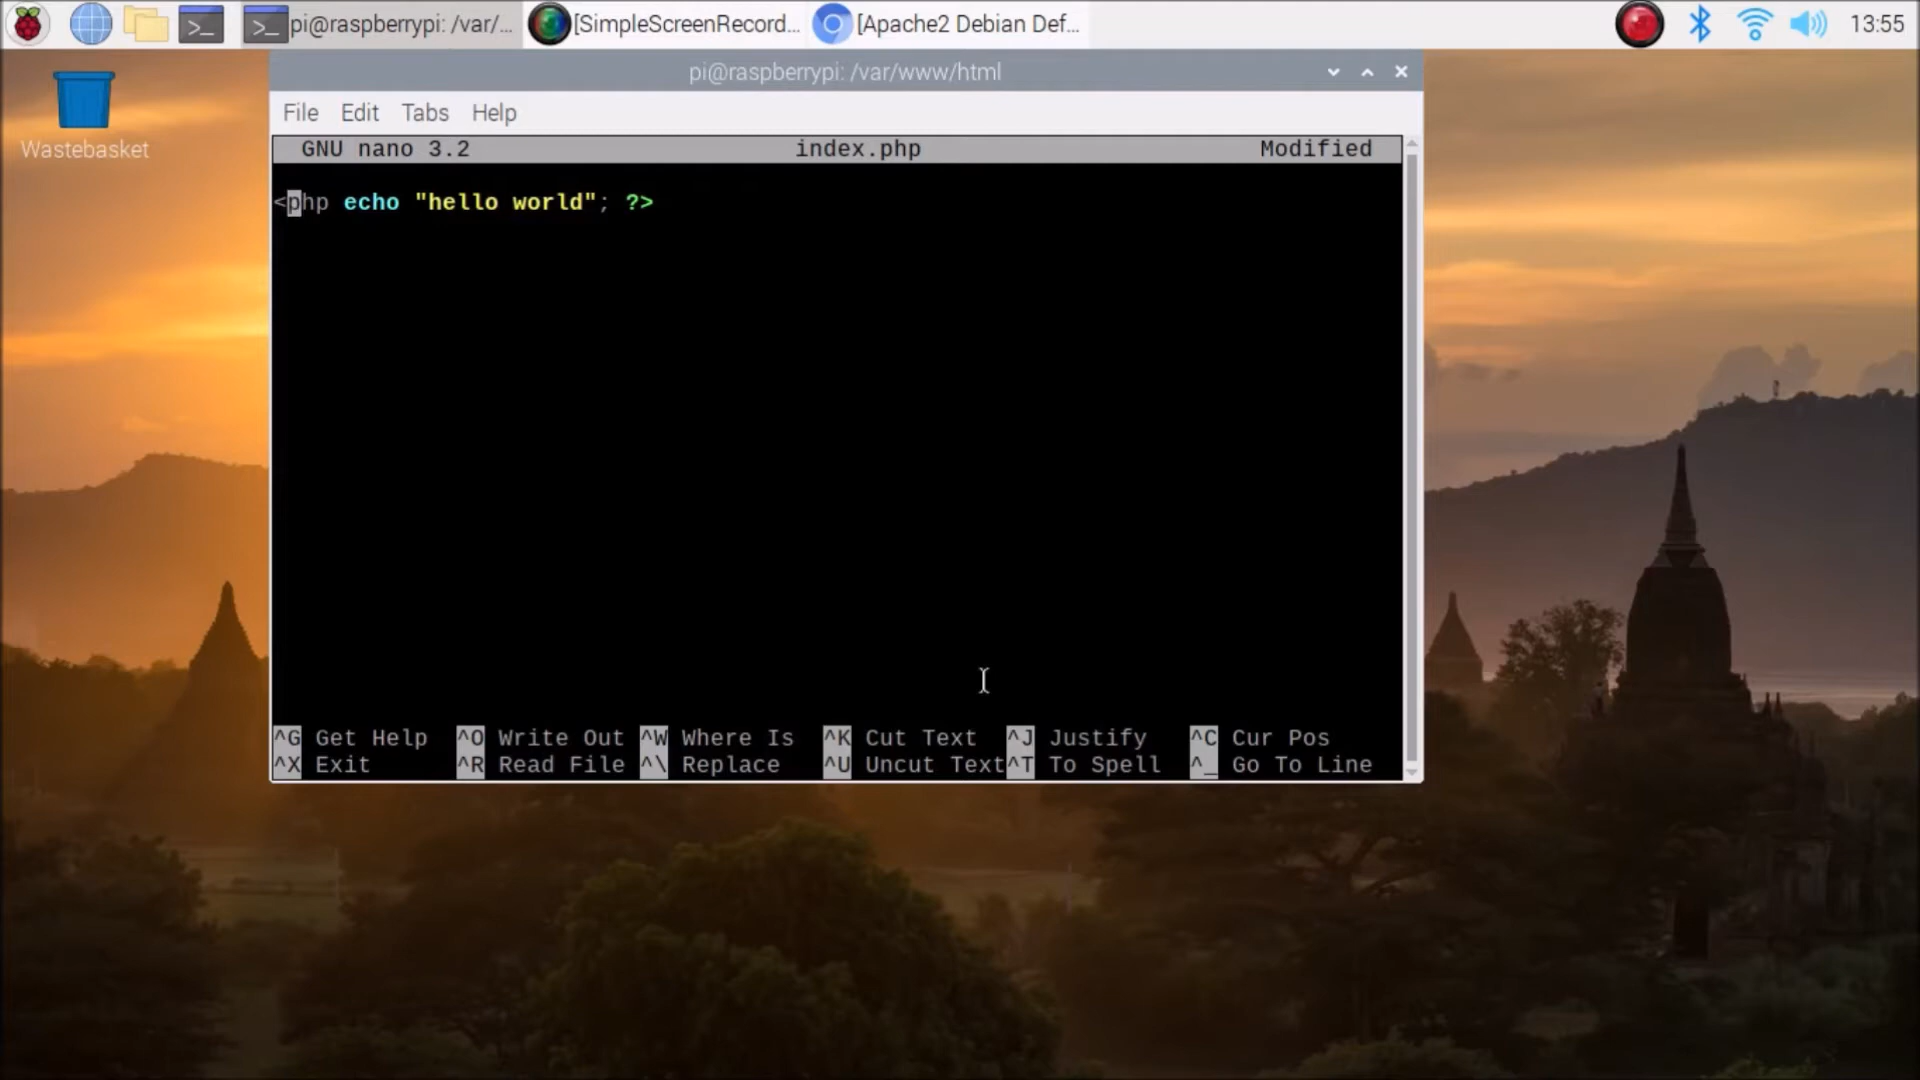 pi@raspberrypi: /var/...
[SimpleScreenRecord...
[Apache2 Debian Def...
13:55
Wastebasket
pi@raspberrypi: /var/www/html
File Edit Tabs Help
GNU nano 3.2 index.php Modified
<php echo "hello world"; ?>
^G Get Help ^O Write Out ^W Where Is ^K Cut Text ^J Justify ^C Cur Pos
^X Exit ^R Read File ^\ Replace ^U Uncut Text ^T To Spell ^_ Go To Line